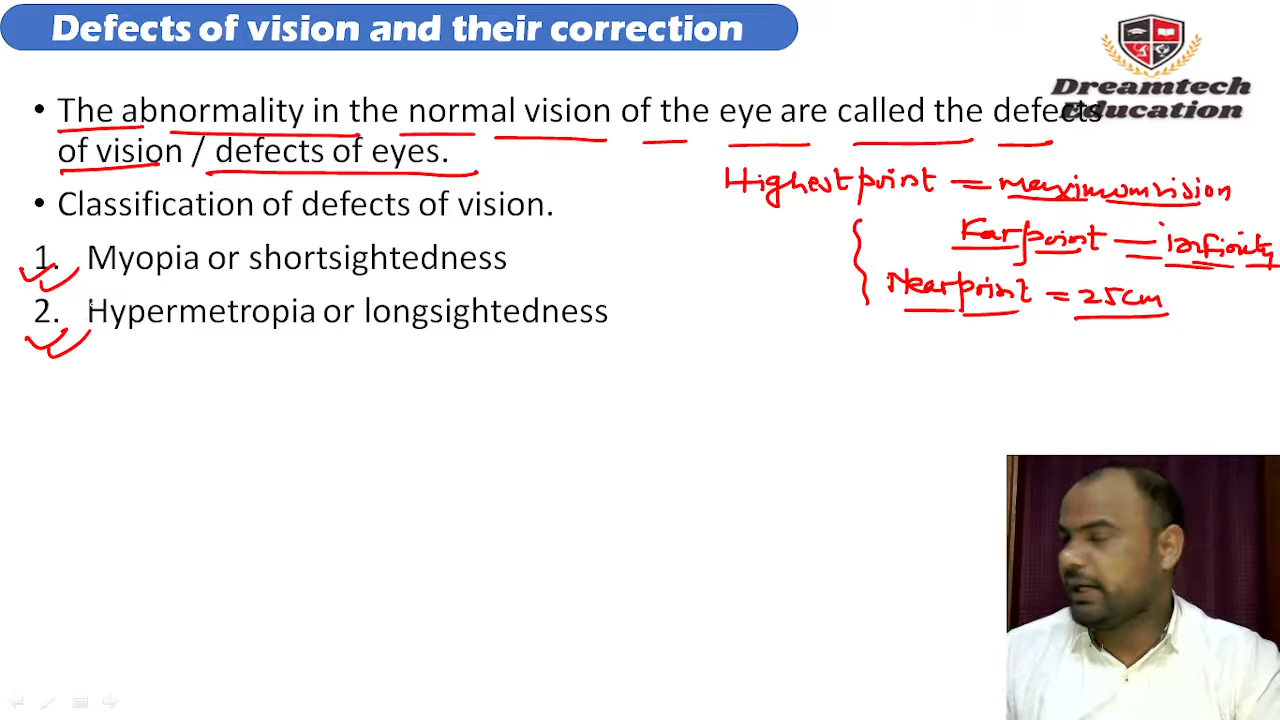 Defects of vision and their correction
Dreamtech
Education
• The abnormality in the normal vision of the eye are called the defects
of vision / defects of eyes.
Highest point = maximum vision
• Classification of defects of vision.
Far point = infinity
1. Myopia or shortsightedness
Near point = 25cm
2. Hypermetropia or longsightedness